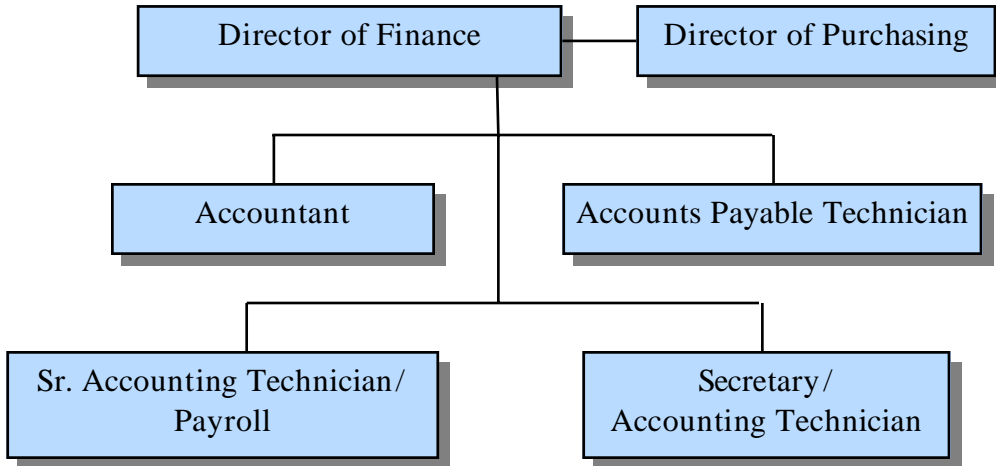 Director of Finance
Director of Purchasing
Accountant
Accounts Payable Technician
Sr. Accounting Technician/
Payroll
Secretary/
Accounting Technician